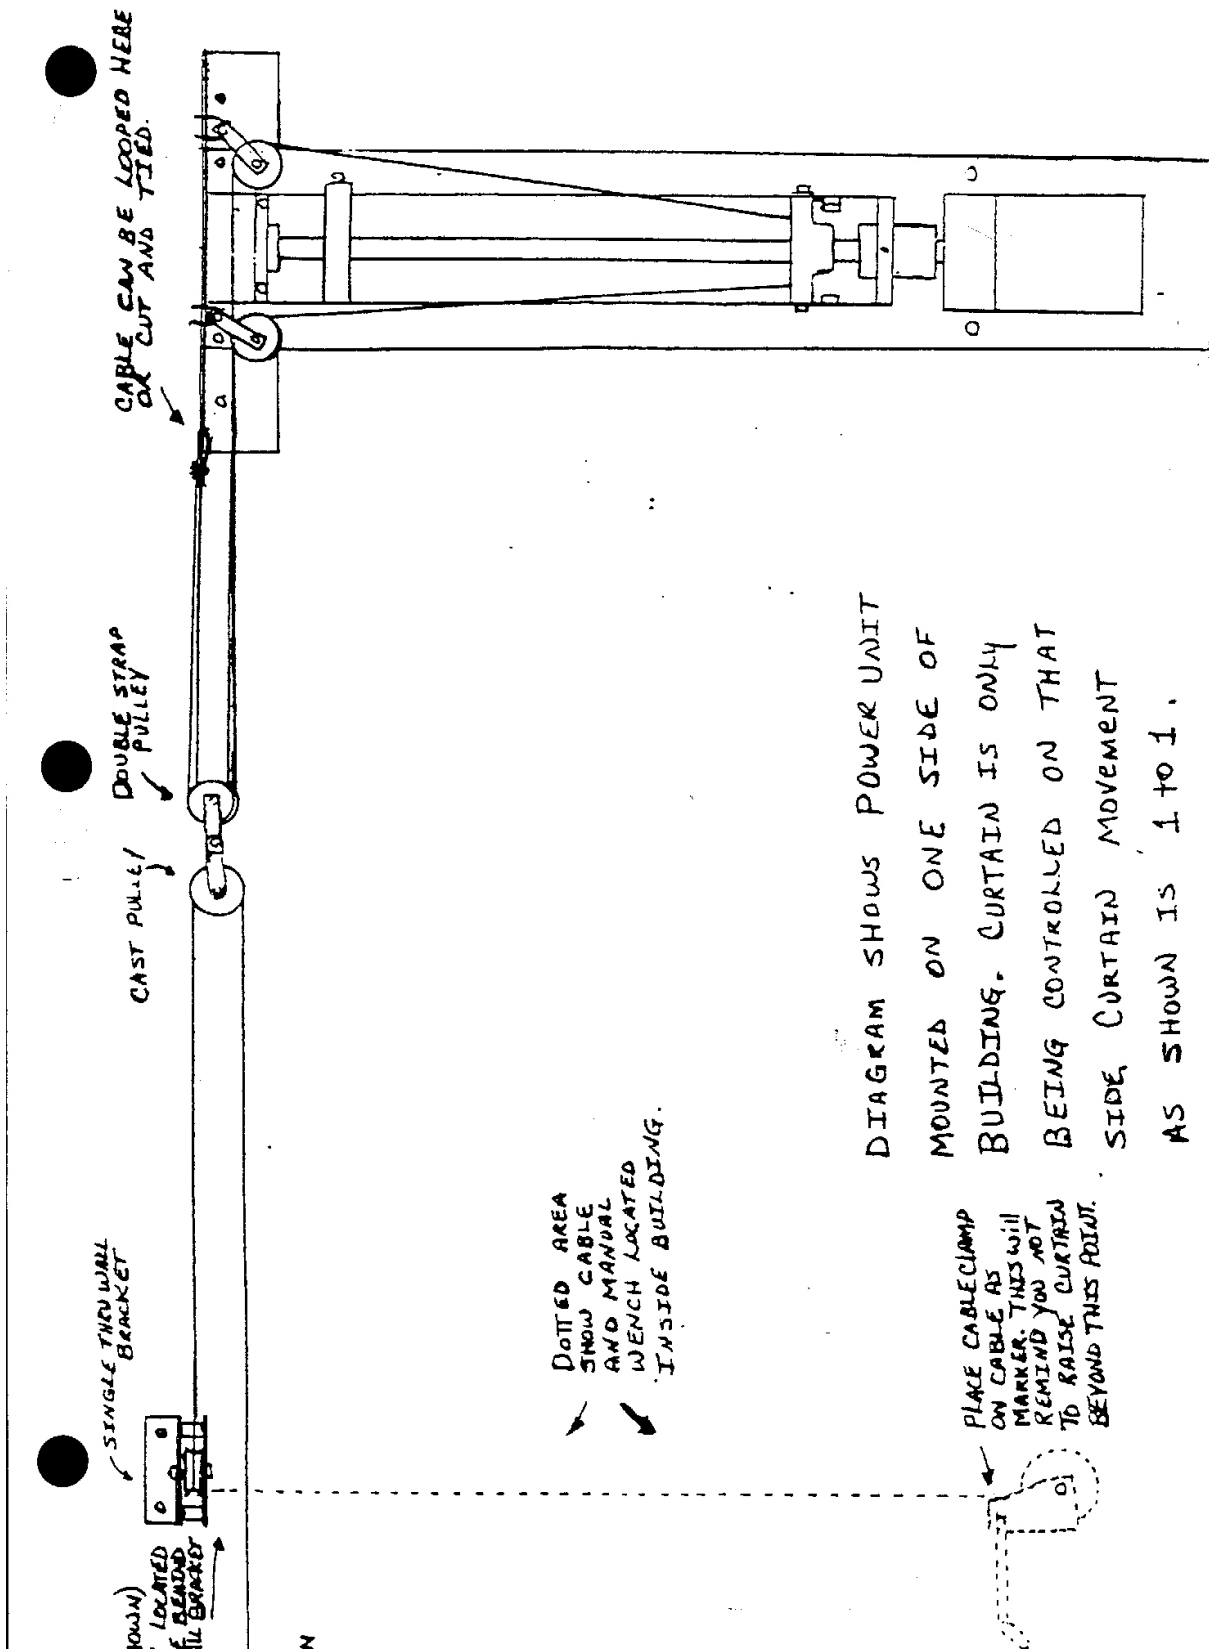 CABLE CAN BE LOOPED HERE
OR CUT AND TIED.
DOUBLE STRAP
PULLEY
CAST PULLEY
SINGLE THRU WALL
BRACKET
OWN)
LOCATED
BEHIND
BRACKET
N
DOTTED AREA
SHOW CABLE
AND MANUAL
WENCH LOCATED
INSIDE BUILDING.
PLACE CABLE CLAMP
ON CABLE AS
MARKER. THIS WILL
REMIND YOU NOT
TO RAISE CURTAIN
BEYOND THIS POINT.
DIAGRAM SHOWS POWER UNIT
MOUNTED ON ONE SIDE OF
BUILDING. CURTAIN IS ONLY
BEING CONTROLLED ON THAT
SIDE, CURTAIN MOVEMENT
AS SHOWN IS 1 TO 1.